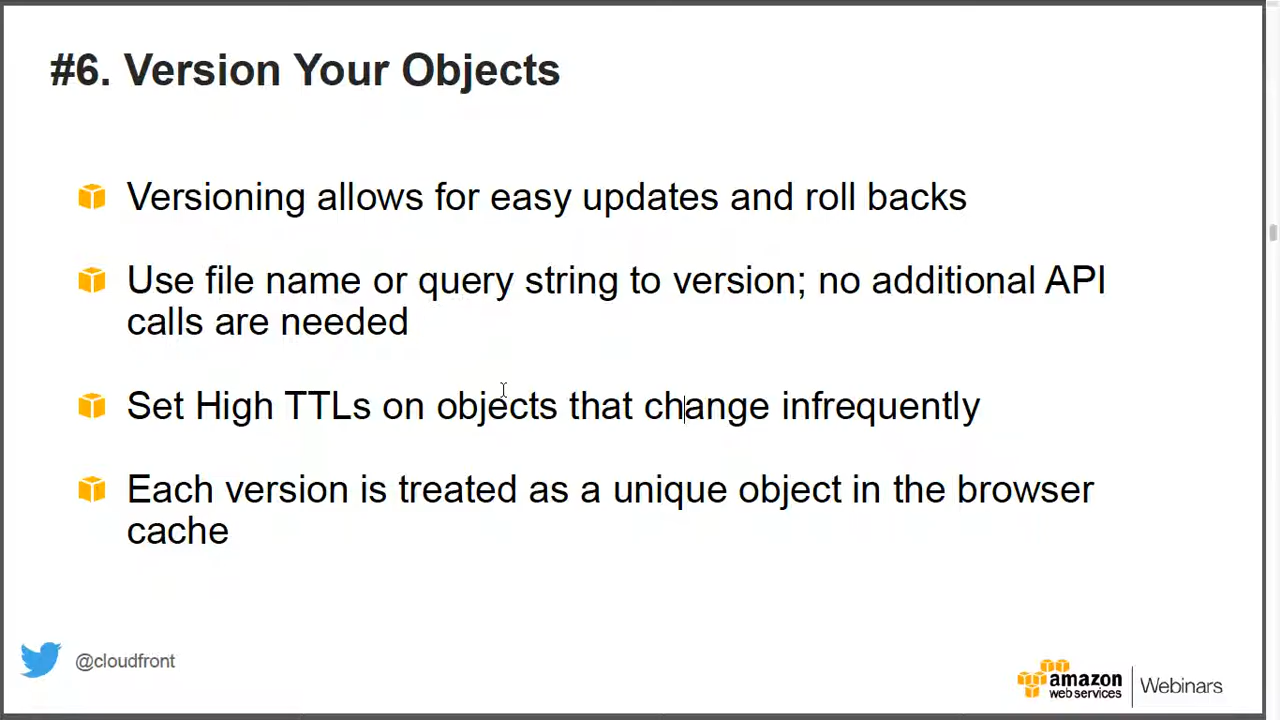 #6. Version Your Objects
Versioning allows for easy updates and roll backs
Use file name or query string to version; no additional API
calls are needed
Set High TTLs on objects that change infrequently
Each version is treated as a unique object in the browser
cache
@cloudfront
amazon
web services
Webinars